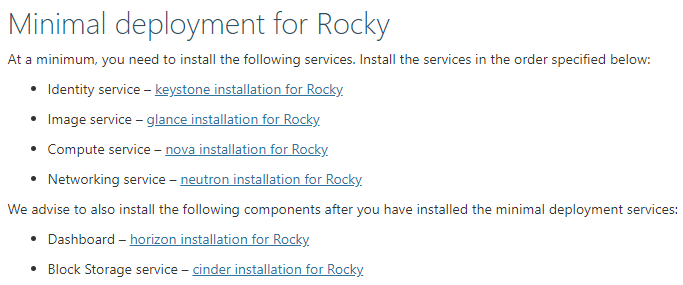 Minimal deployment for Rocky
At a minimum, you need to install the following services. Install the services in the order specified below:
• Identity service – keystone installation for Rocky
• Image service – glance installation for Rocky
• Compute service – nova installation for Rocky
• Networking service – neutron installation for Rocky
We advise to also install the following components after you have installed the minimal deployment services:
• Dashboard – horizon installation for Rocky
• Block Storage service – cinder installation for Rocky